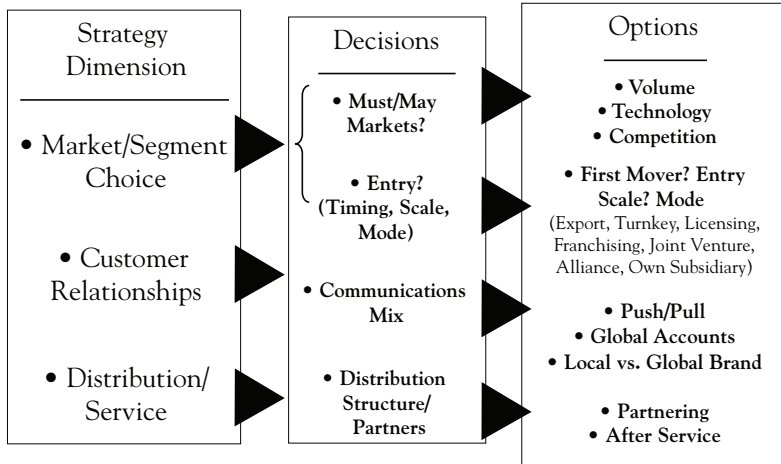 Strategy
Dimension
• Market/Segment
Choice
• Customer
Relationships
• Distribution/
Service
Decisions
• Must/May
Markets?
• Entry?
(Timing, Scale,
Mode)
• Communications
Mix
• Distribution
Structure/
Partners
Options
• Volume
• Technology
• Competition
• First Mover? Entry
Scale? Mode
(Export, Turnkey, Licensing,
Franchising, Joint Venture,
Alliance, Own Subsidiary)
• Push/Pull
• Global Accounts
• Local vs. Global Brand
• Partnering
• After Service